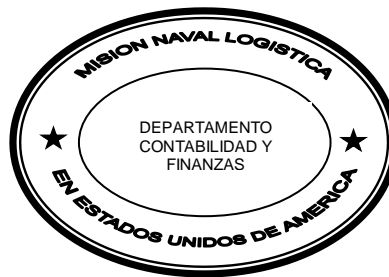 MISION NAVAL LOGISTICA
DEPARTAMENTO
CONTABILIDAD Y
FINANZAS
EN ESTADOS UNIDOS DE AMERICA